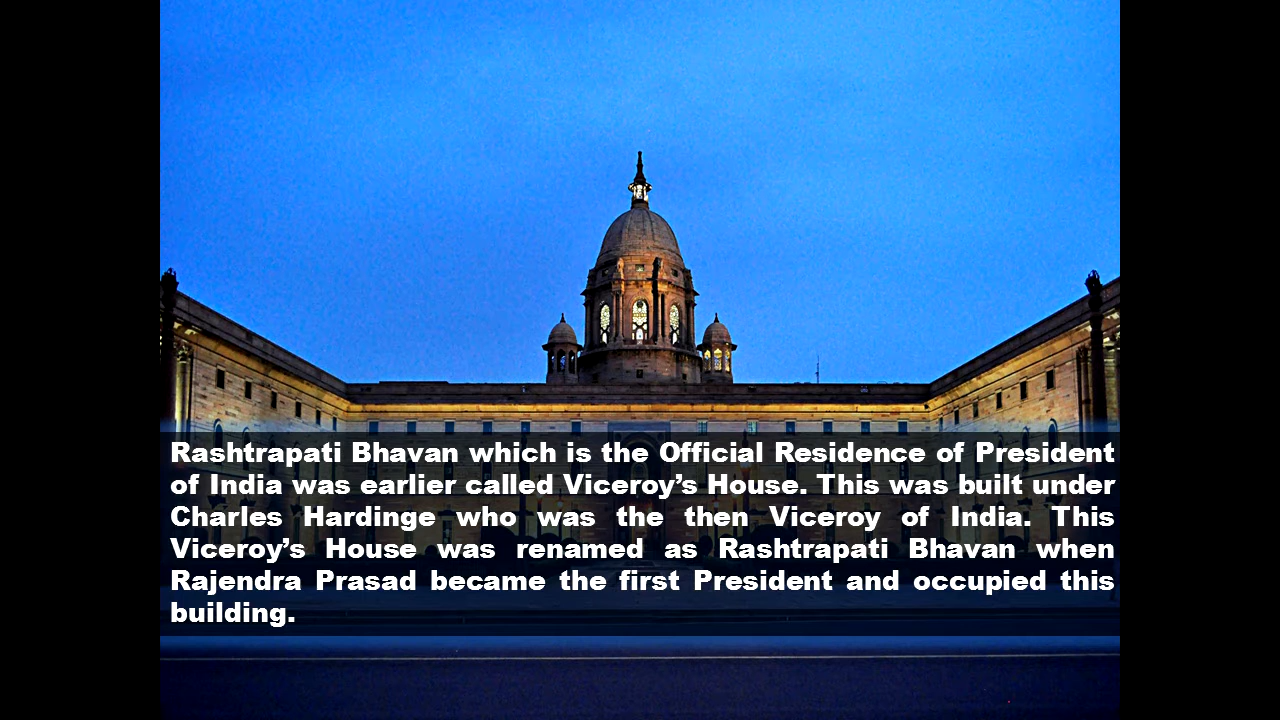 Rashtrapati Bhavan which is the Official Residence of President
of India was earlier called Viceroy’s House. This was built under
Charles Hardinge who was the then Viceroy of India. This
Viceroy’s House was renamed as Rashtrapati Bhavan when
Rajendra Prasad became the first President and occupied this
building.